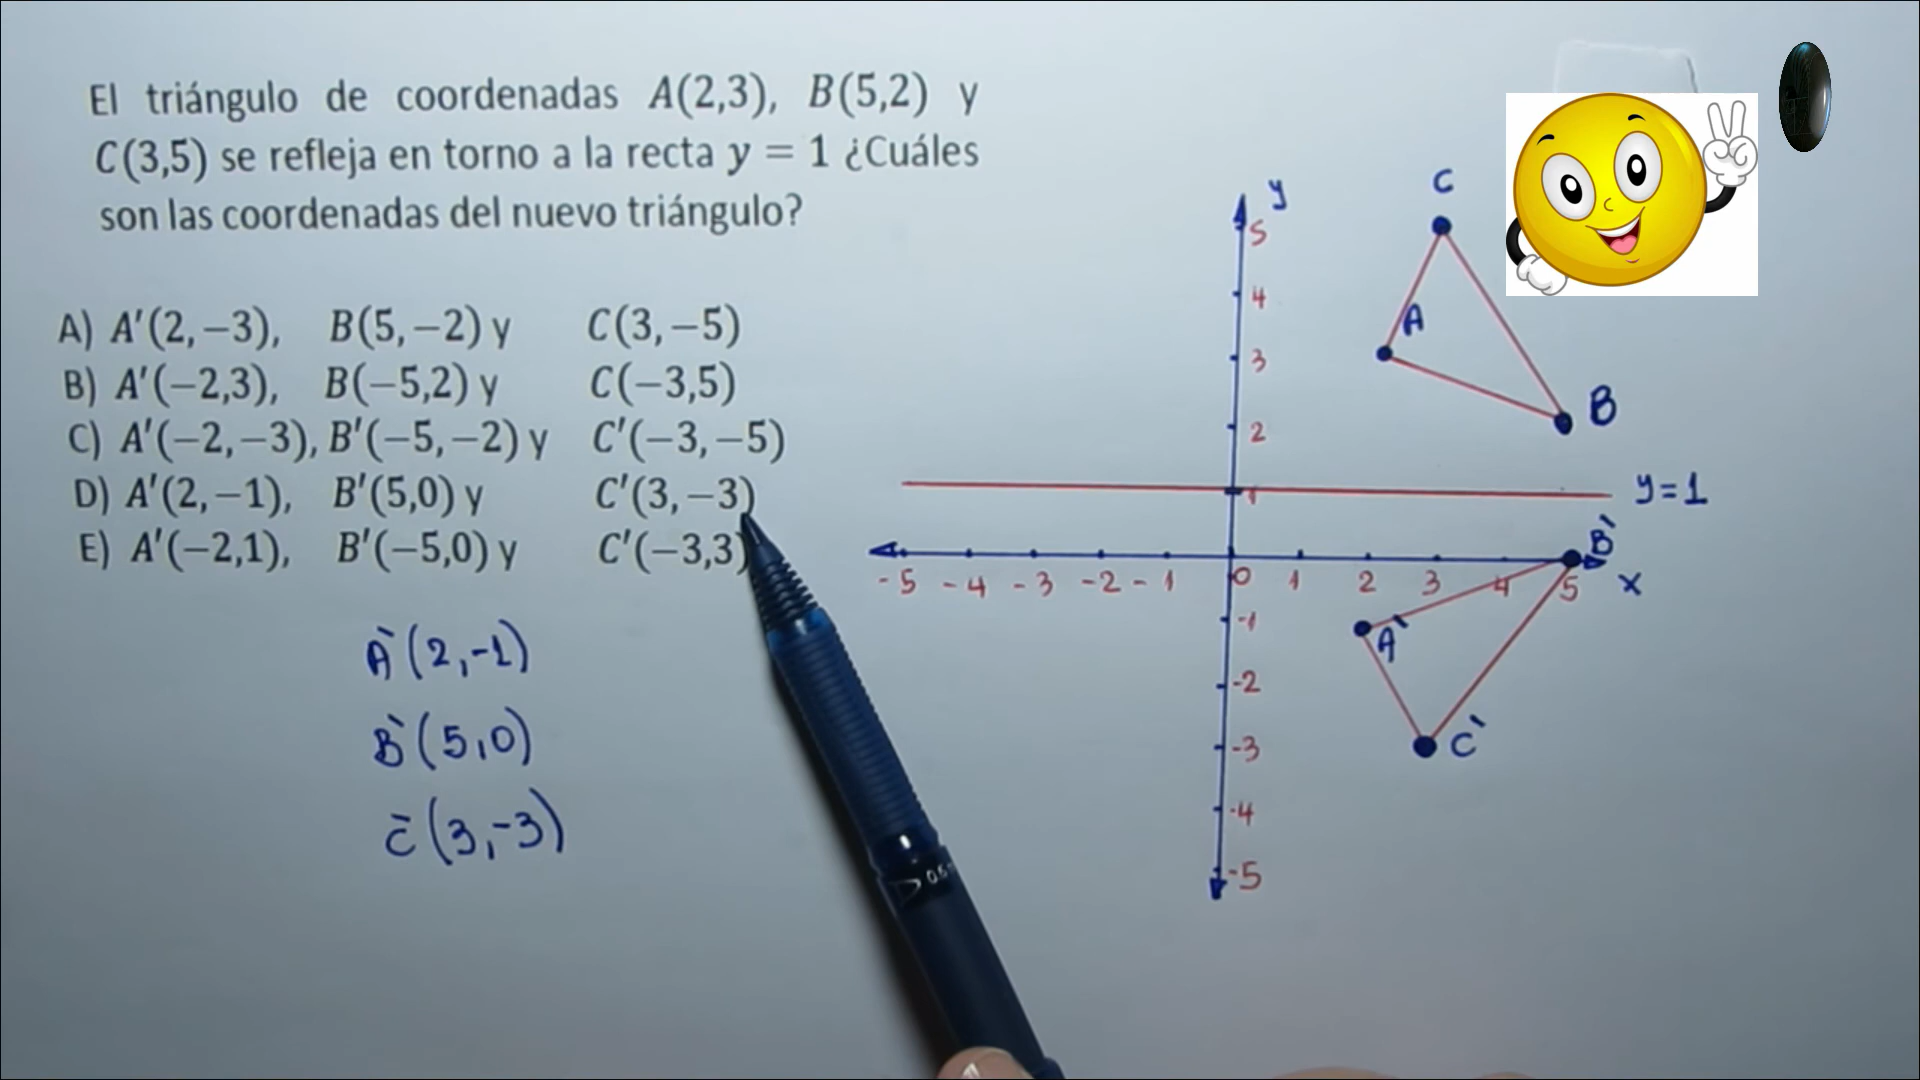 El triángulo de coordenadas A(2,3), B(5,2) y
C(3,5) se refleja en torno a la recta y = 1 ¿Cuáles
son las coordenadas del nuevo triángulo?
A) A′(2,−3), B(5,−2) y C(3,−5)
B) A′(−2,3), B(−5,2) y C(−3,5)
C) A′(−2,−3), B′(−5,−2) y C′(−3,−5)
D) A′(2,−1), B′(5,0) y C′(3,−3)
E) A′(−2,1), B′(−5,0) y C′(−3,3)
A`(2,-1)
B`(5,0)
C̄(3,-3)
y
C
5
4
A
3
B
2
1
y=1
B`
-5 -4 -3 -2 -1 0 1 2 3 4 5 x
-1
A'
-2
-3
C`
-4
-5